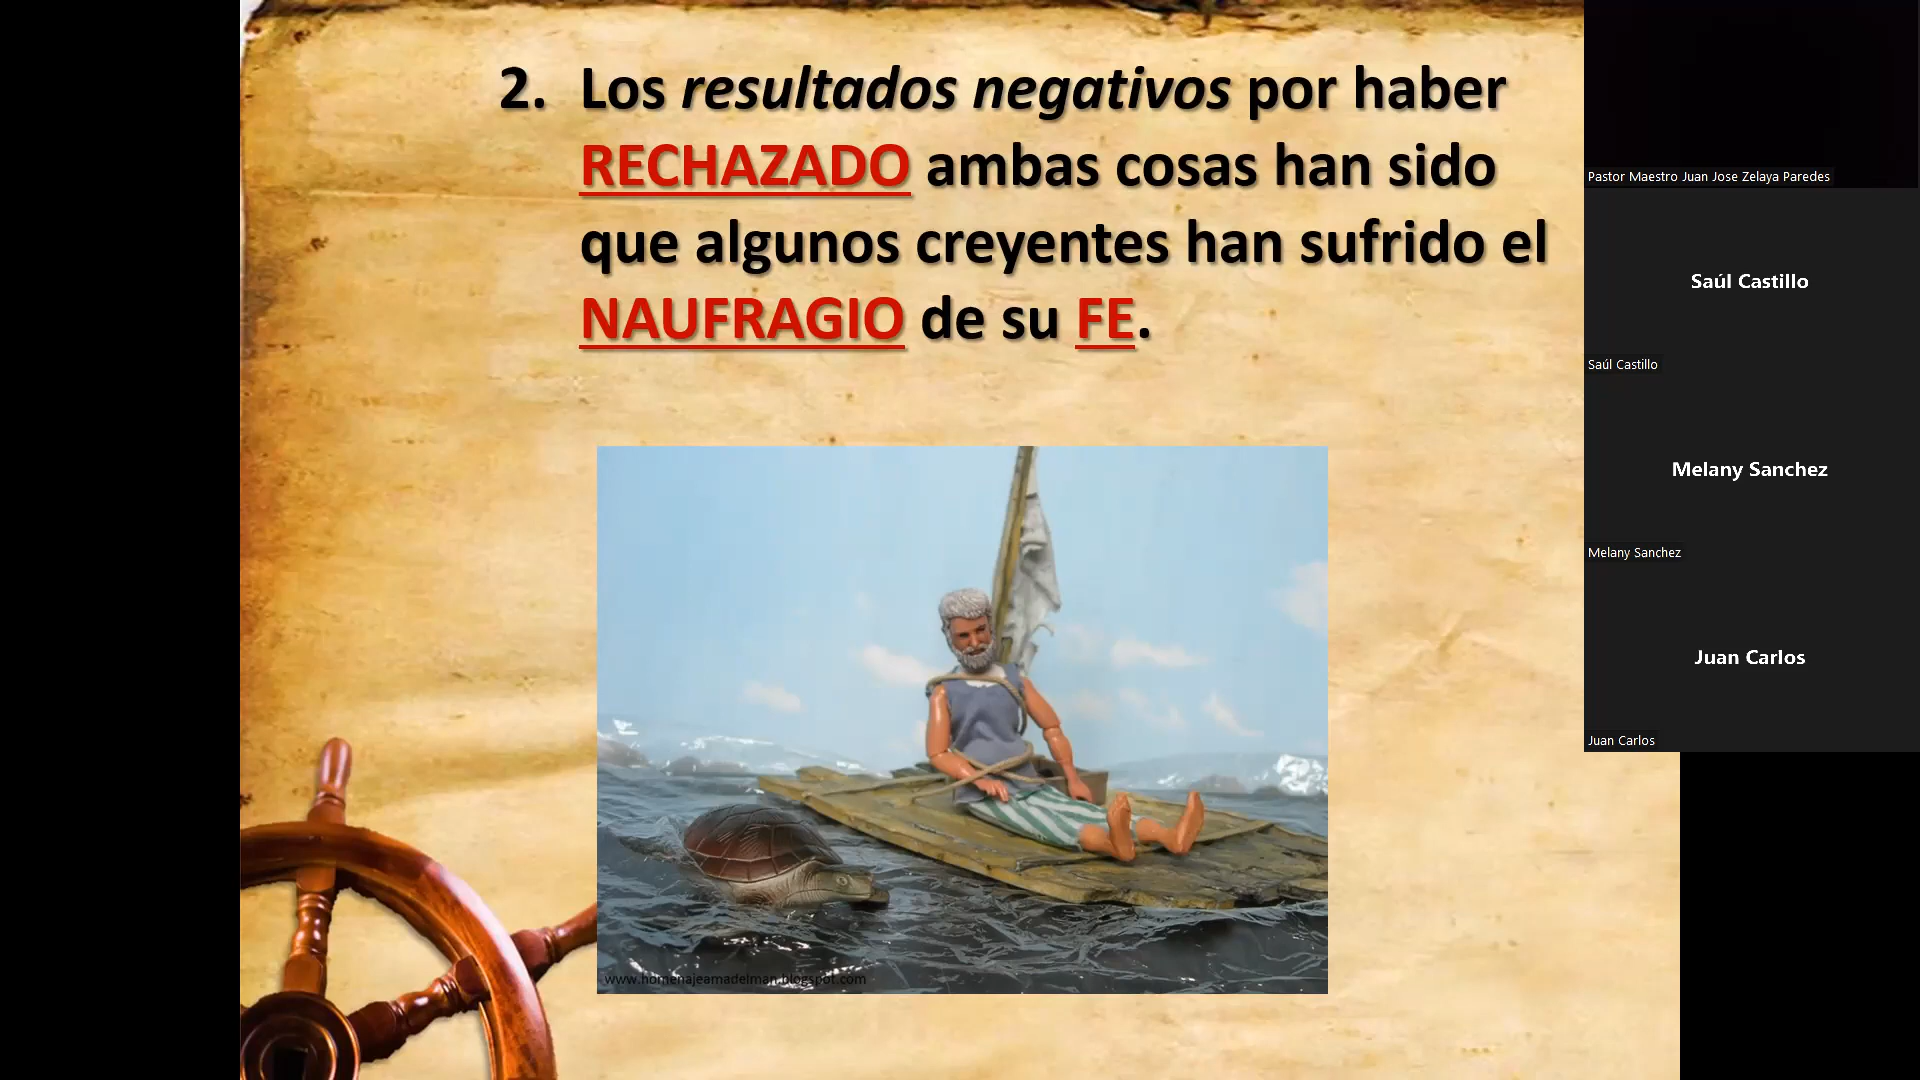 2. Los resultados negativos por haber
RECHAZADO ambas cosas han sido
que algunos creyentes han sufrido el
NAUFRAGIO de su FE.
www.homenajeamadelman.blogspot.com
Pastor Maestro Juan Jose Zelaya Paredes
Saúl Castillo
Saúl Castillo
Melany Sanchez
Melany Sanchez
Juan Carlos
Juan Carlos